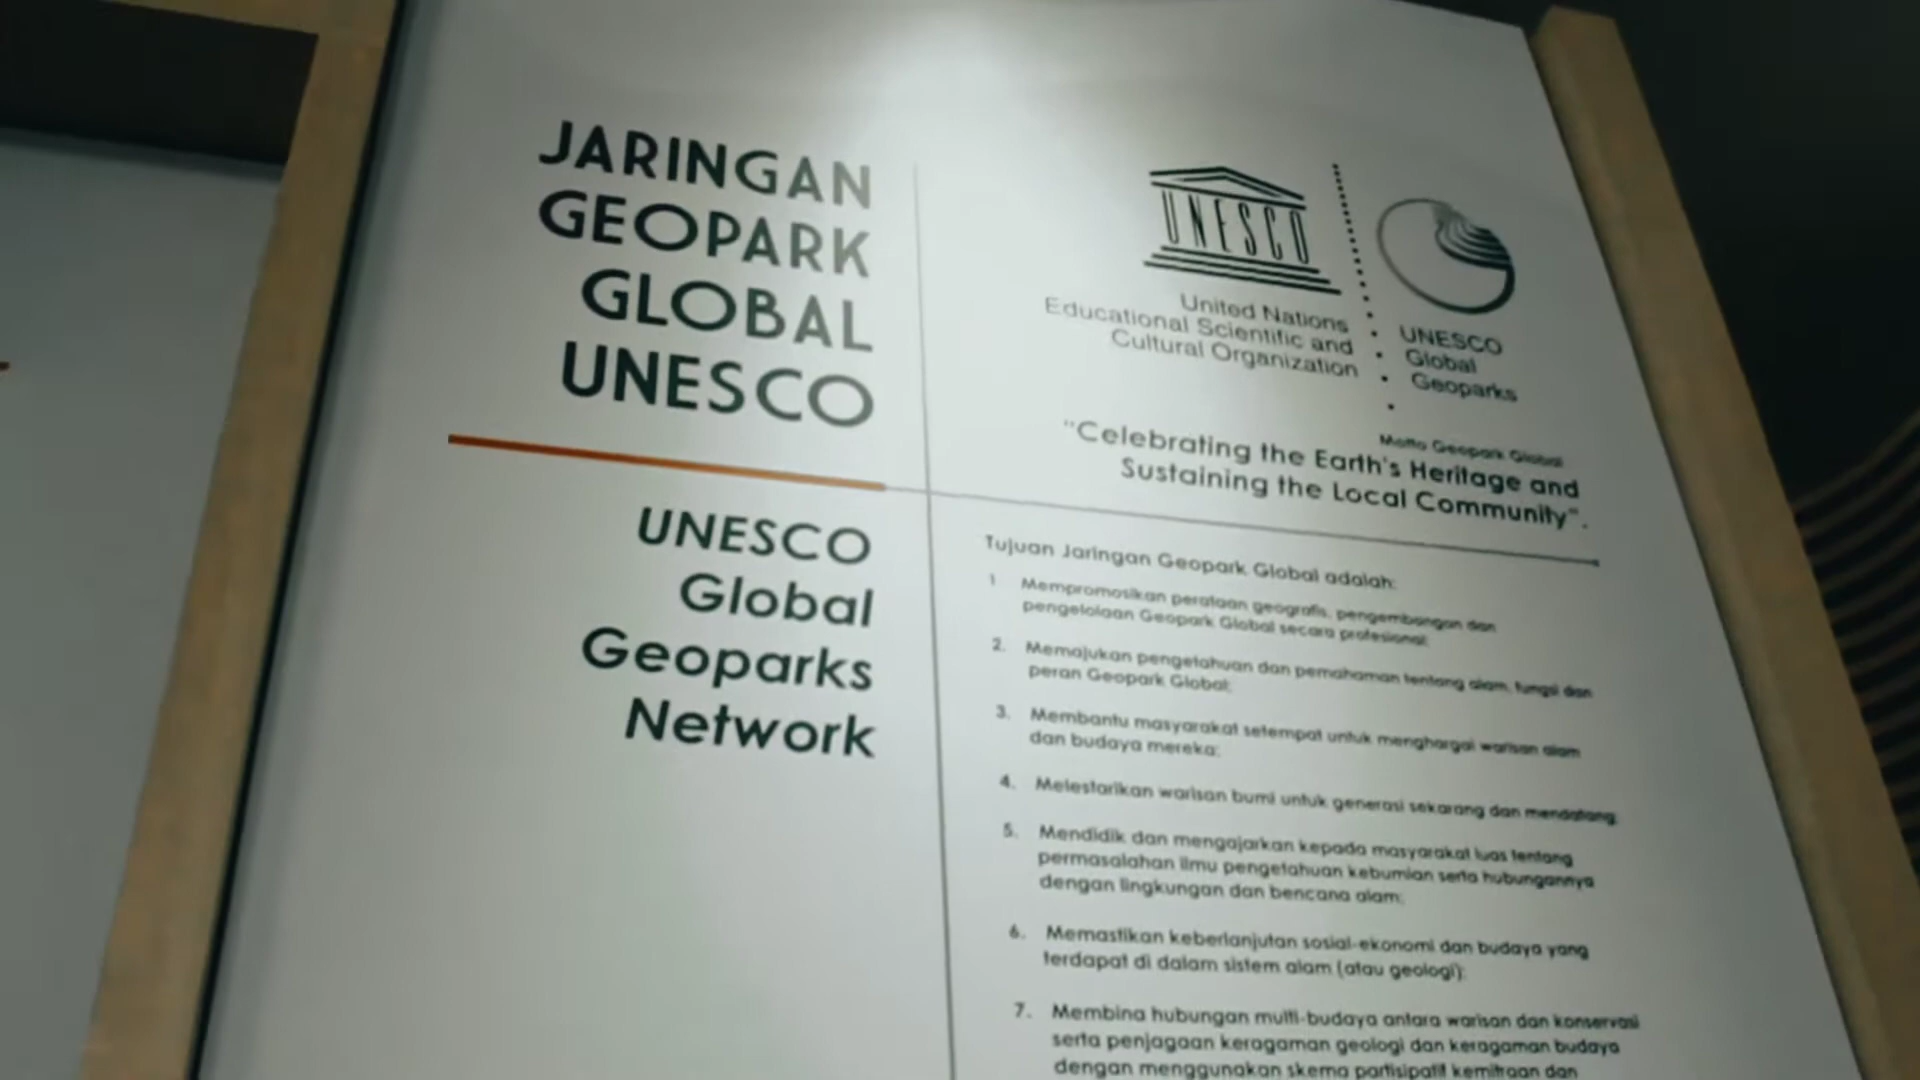 JARINGAN
GEOPARK
GLOBAL
UNESCO
UNESCO
Global
Geoparks
Network
UNESCO
United Nations
Educational Scientific and
Cultural Organization
UNESCO
Global
Geoparks
Motto Geopark Global
"Celebrating the Earth's Heritage and
Sustaining the Local Community".
Tujuan Jaringan Geopark Global adalah:
1 Mempromosikan perataan geografis, pengembangan dan
pengelolaan Geopark Global secara profesional;
2. Memajukan pengetahuan dan pemahaman tentang alam, fungsi dan
peran Geopark Global;
3. Membantu masyarakat setempat untuk menghargai warisan alam
dan budaya mereka;
4. Melestarikan warisan bumi untuk generasi sekarang dan mendatang;
5. Mendidik dan mengajarkan kepada masyarakat luas tentang
permasalahan ilmu pengetahuan kebumian serta hubungannya
dengan lingkungan dan bencana alam;
6. Memastikan keberlanjutan sosial-ekonomi dan budaya yang
terdapat di dalam sistem alam (atau geologi);
7. Membina hubungan multi-budaya antara warisan dan konservasi
serta penjagaan keragaman geologi dan keragaman budaya
dengan menggunakan skema partisipatif kemitraan dan